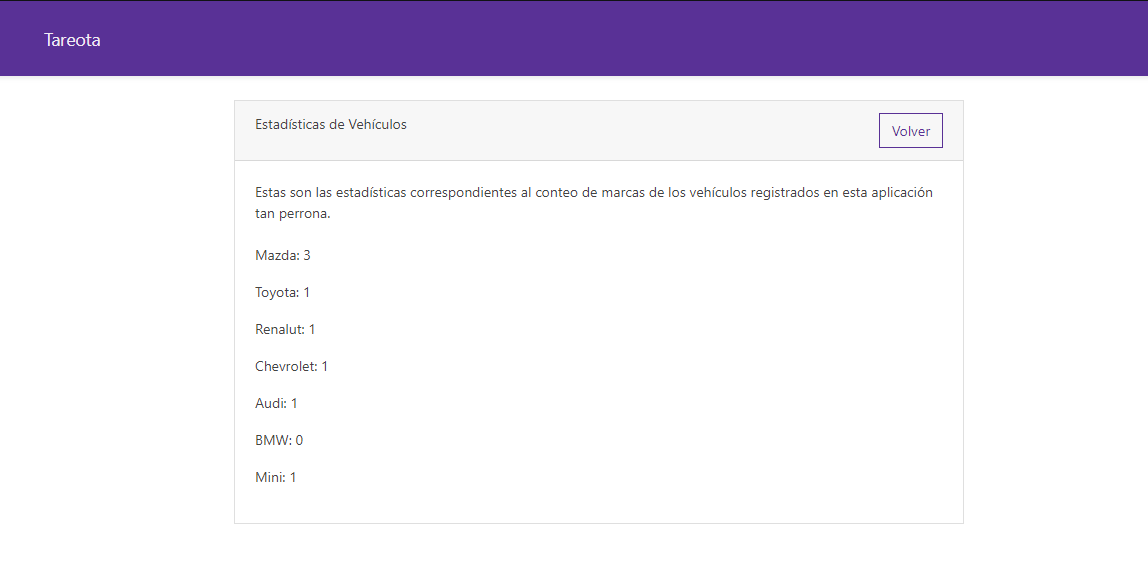 Tareota
Estadísticas de Vehículos
Volver
Estas son las estadísticas correspondientes al conteo de marcas de los vehículos registrados en esta aplicación
tan perrona.
Mazda: 3
Toyota: 1
Renalut: 1
Chevrolet: 1
Audi: 1
BMW: 0
Mini: 1